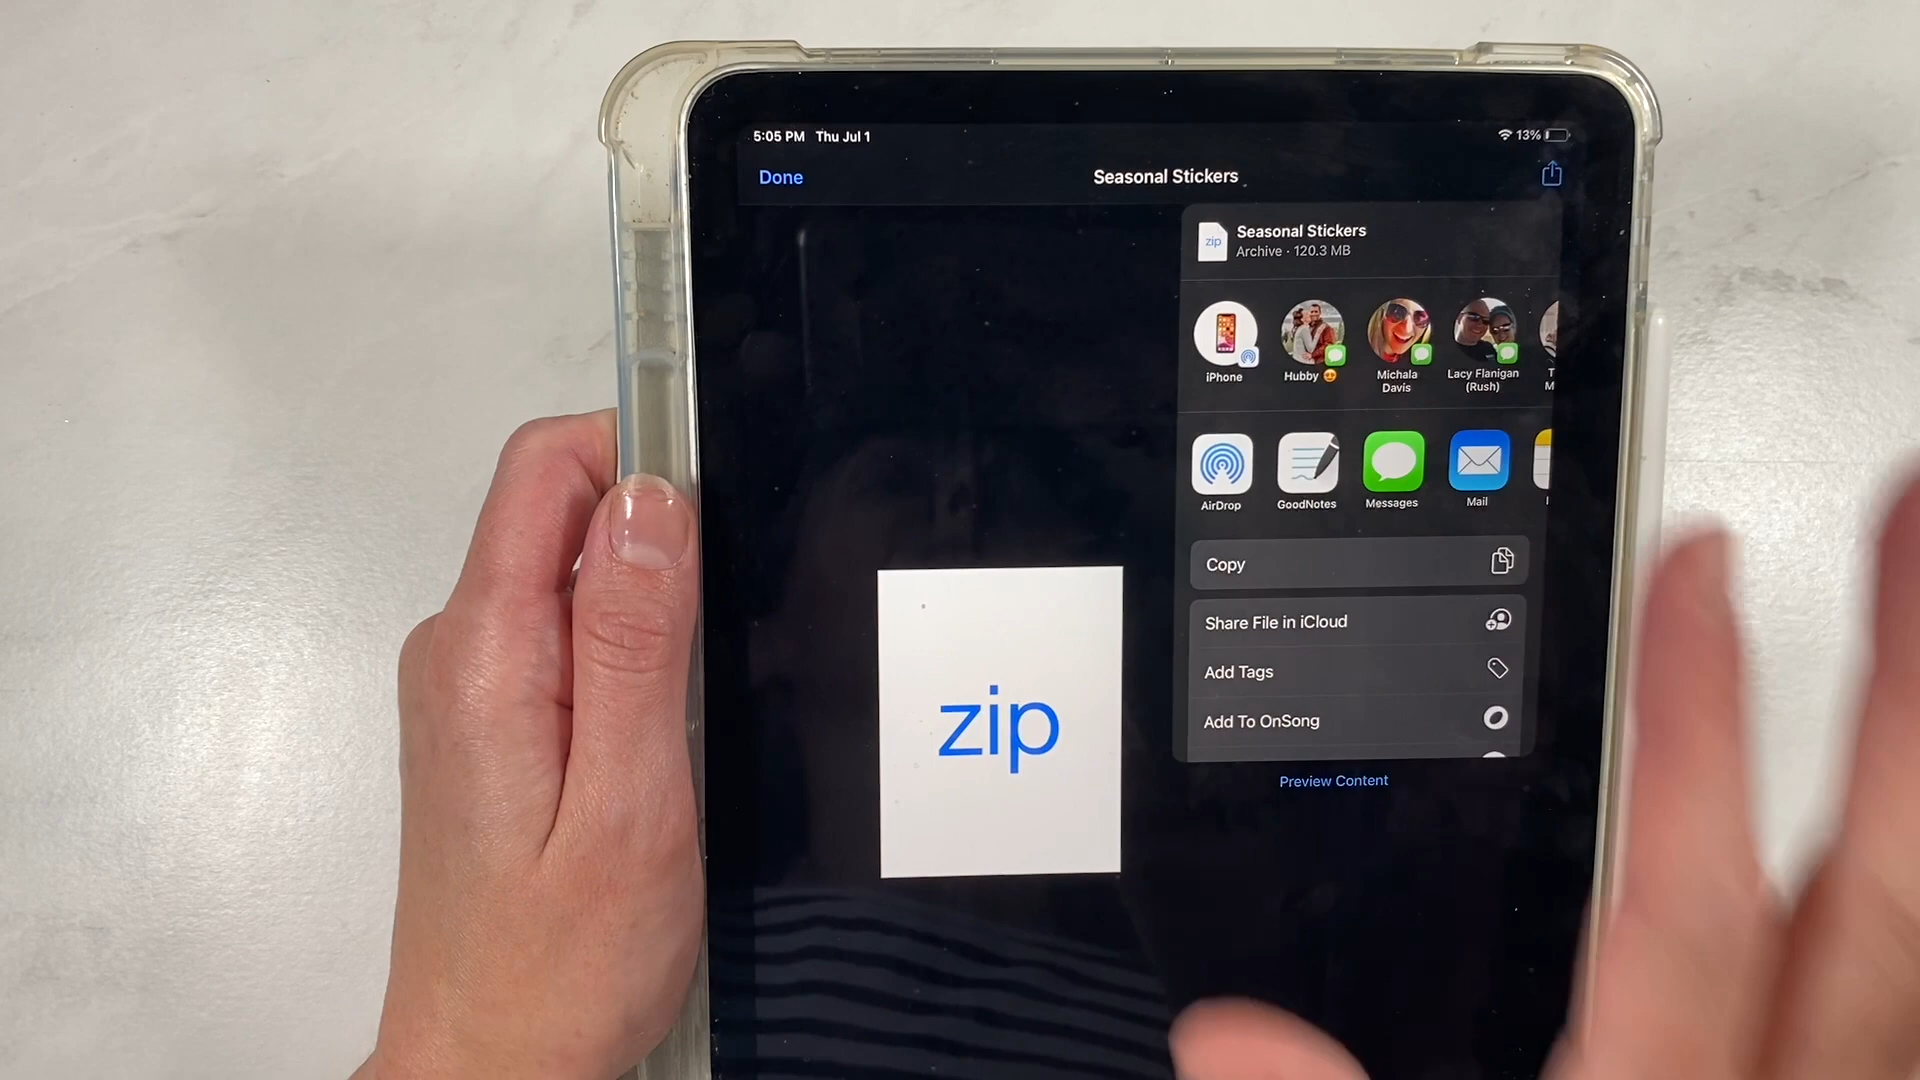 5:05 PM Thu Jul 1
13%
Done
Seasonal Stickers
zip
Seasonal Stickers
Archive · 120.3 MB
iPhone
Hubby 😍
Michala
Davis
Lacy Flanigan
(Rush)
AirDrop
GoodNotes
Messages
Mail
Copy
Share File in iCloud
Add Tags
Add To OnSong
zip
Preview Content